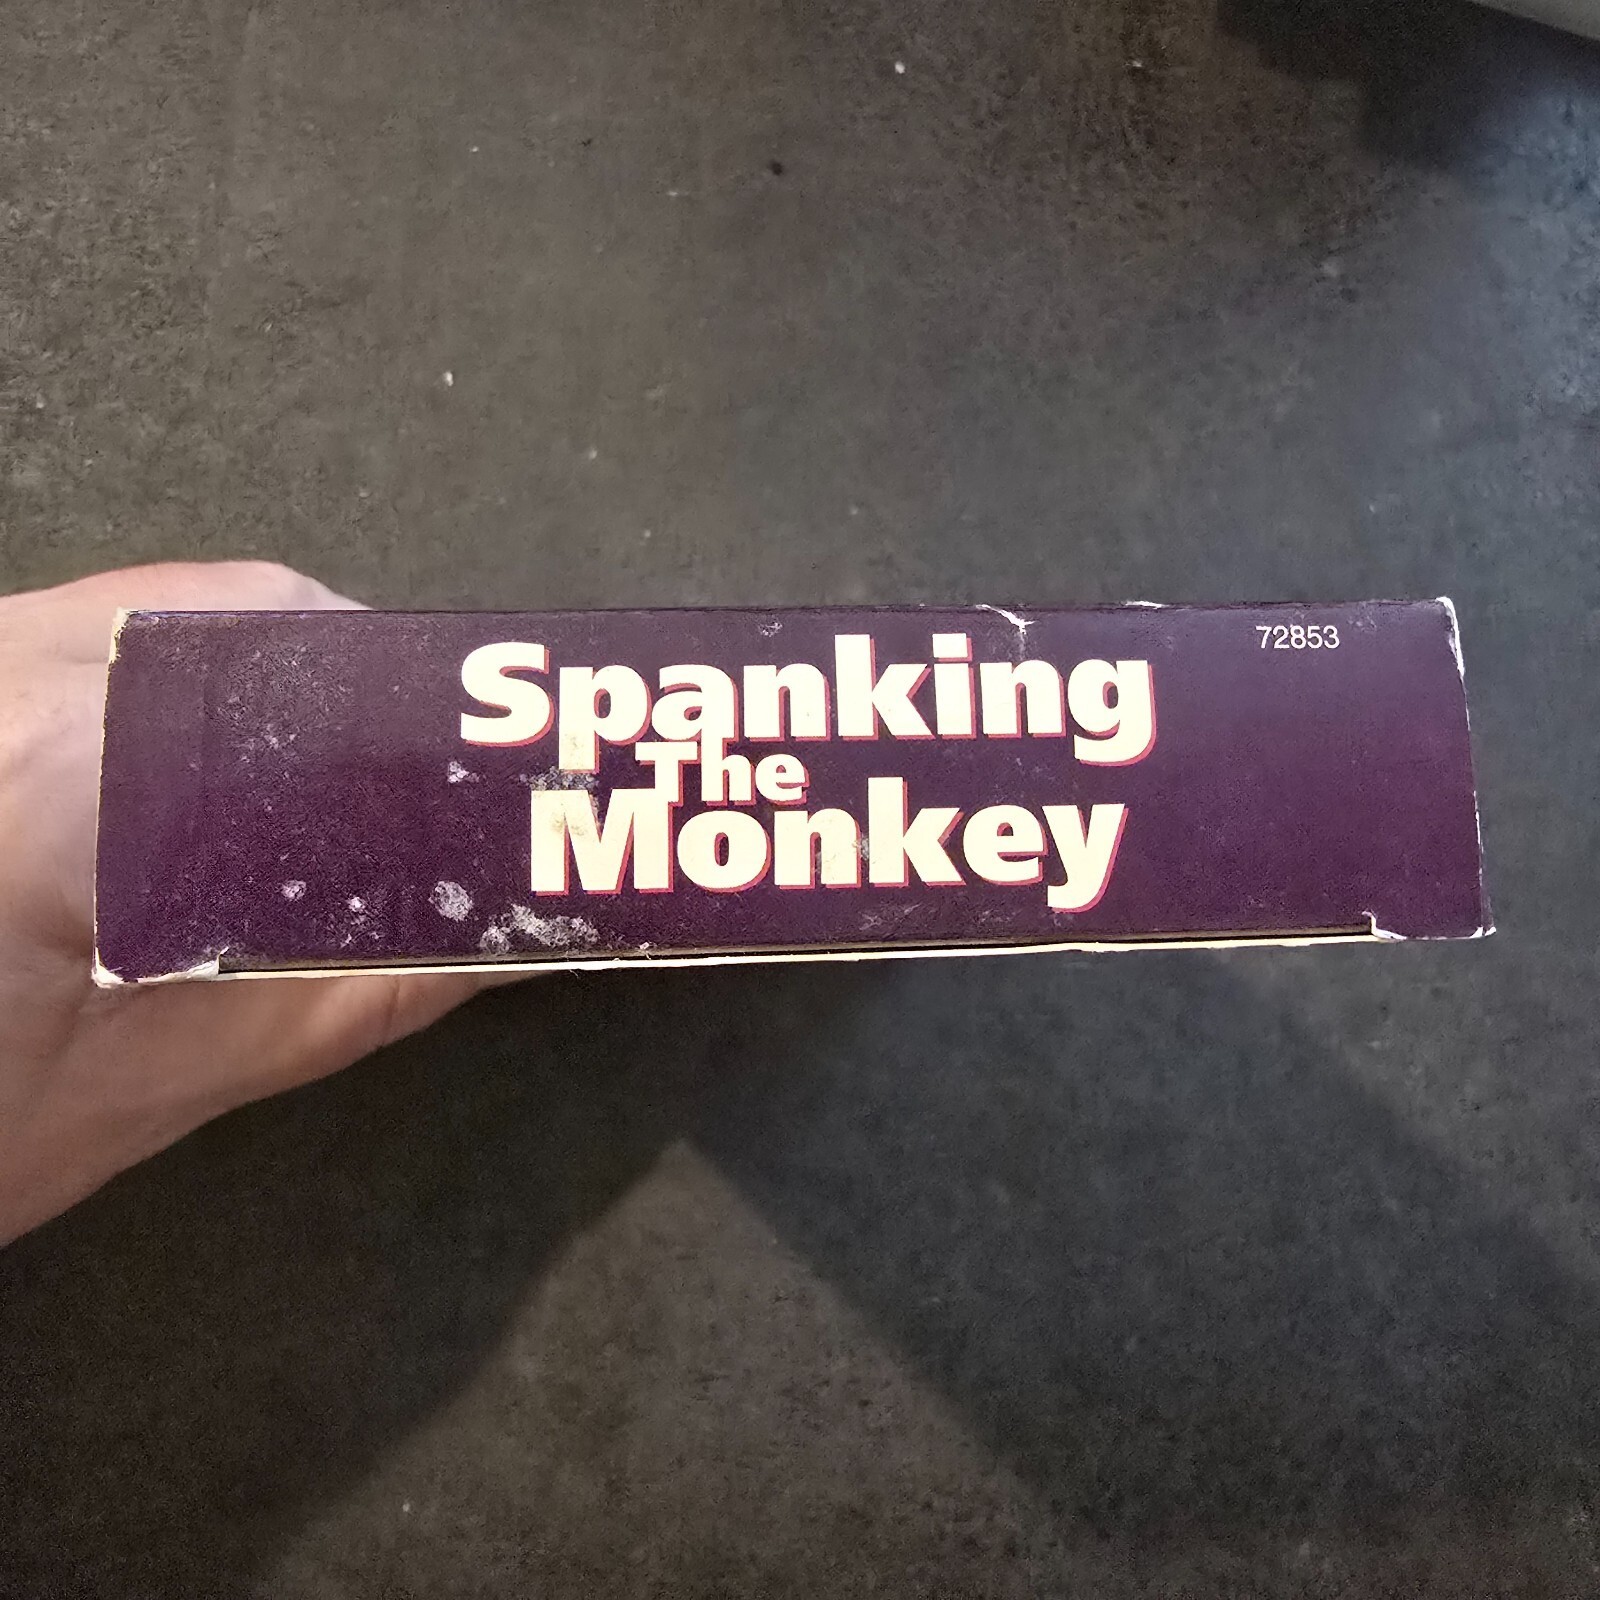 72853
Spanking
The
Monkey